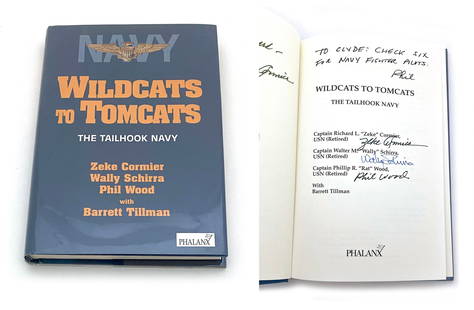 NAVY
WILDCATS
TO TOMCATS
THE TAILHOOK NAVY
Zeke Cormier
Wally Schirra
Phil Wood
with
Barrett Tillman
PHALANX
TO CLYDE: CHECK SIX
FOR NAVY FIGHTER PILOTS.
Phil
WILDCATS TO TOMCATS
THE TAILHOOK NAVY
Captain Richard L. "Zeke" Cormier,
USN (Retired)
Zeke Cormier
Captain Walter M. "Wally" Schirra,
USN (Retired)
Wally Schirra
Captain Phillip R. "Rat" Wood,
USN (Retired)
Phil Wood
With
Barrett Tillman
PHALANX